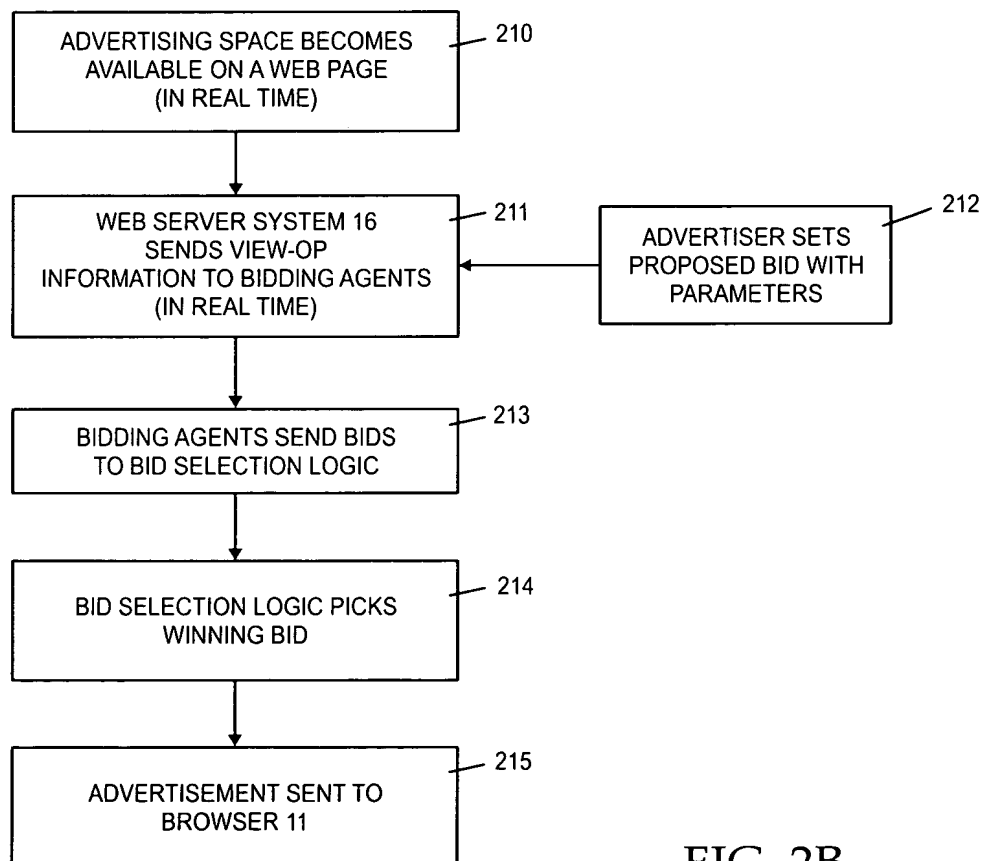 ADVERTISING SPACE BECOMES
AVAILABLE ON A WEB PAGE
(IN REAL TIME)
210
WEB SERVER SYSTEM 16
SENDS VIEW-OP
INFORMATION TO BIDDING AGENTS
(IN REAL TIME)
211
ADVERTISER SETS
PROPOSED BID WITH
PARAMETERS
212
BIDDING AGENTS SEND BIDS
TO BID SELECTION LOGIC
213
BID SELECTION LOGIC PICKS
WINNING BID
214
ADVERTISEMENT SENT TO
BROWSER 11
215
FIG. 2B